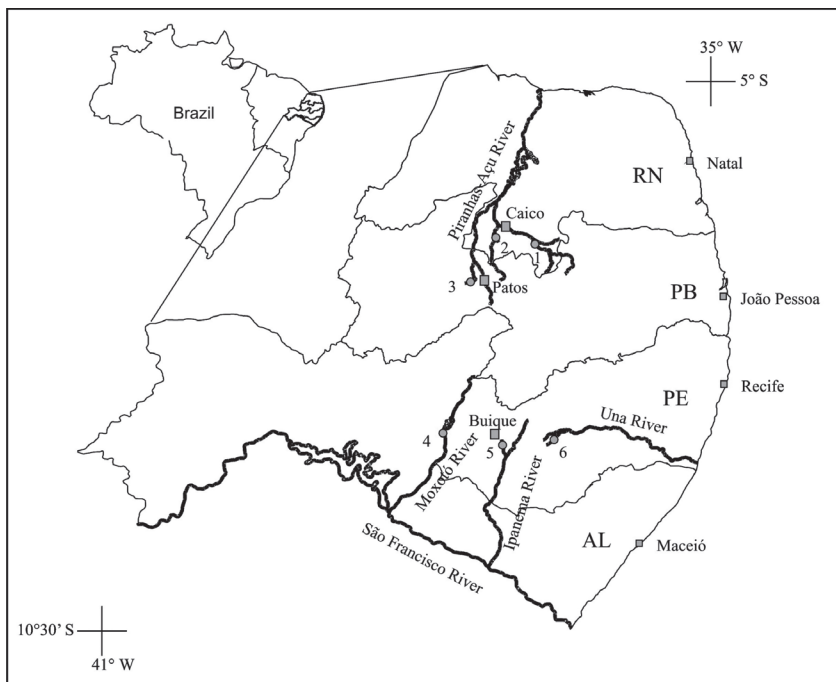 35° W
5° S
Brazil
Piranhas-Açu River
RN
Natal
Caico
2
1
3
Patos
PB
João Pessoa
Recife
PE
Buique
Una River
4
5
6
Moxotó River
Ipanema River
São Francisco River
AL
Maceió
10°30' S
41° W